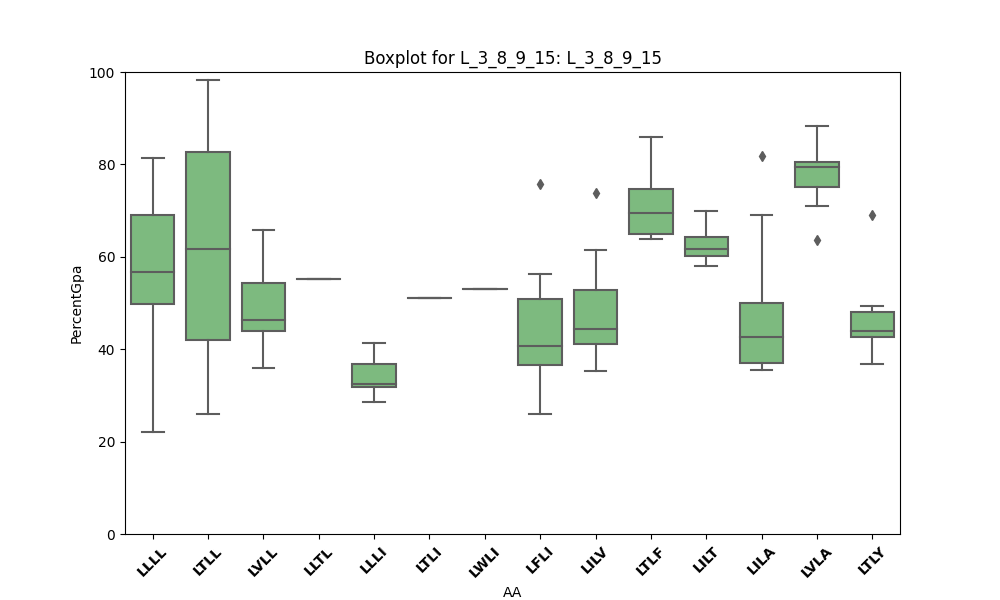 Boxplot for L_3_8_9_15: L_3_8_9_15
PercentGpa
100
80
60
40
20
0
LLLL
LTLL
LVLL
LLTL
LLLI
LTLI
LWLI
LFLI
LILV
LTLF
LILT
LILA
LVLA
LTLY
AA